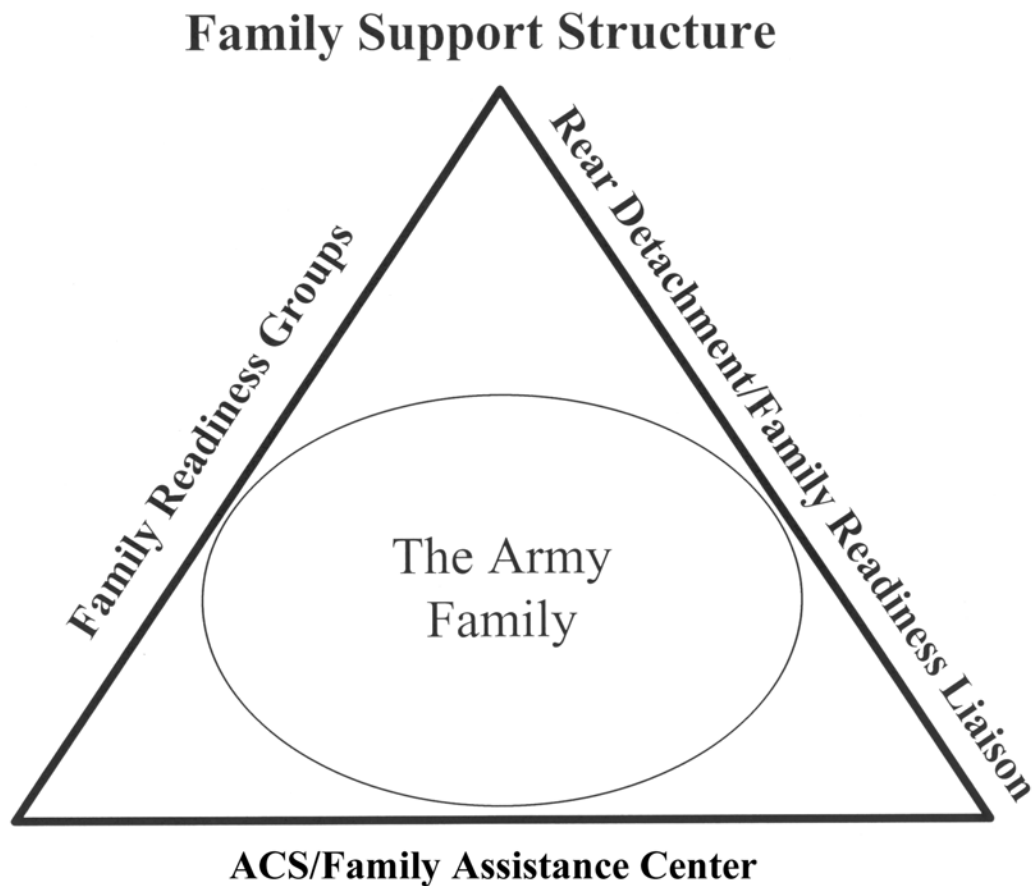 Family Support Structure
Family Readiness Groups
Rear Detachment/Family Readiness Liaison
The Army
Family
ACS/Family Assistance Center